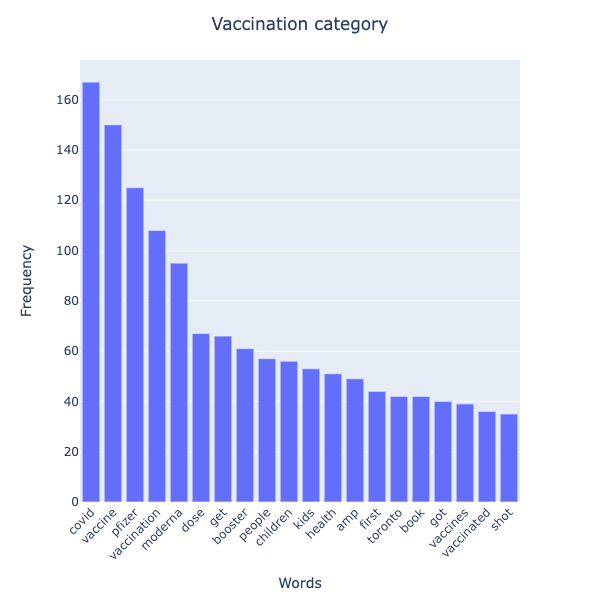 Vaccination category
160
140
120
100
80
60
40
20
0
Frequency
covid
vaccine
pfizer
vaccination
moderna
dose
get
booster
people
children
kids
health
amp
first
toronto
book
got
vaccines
vaccinated
shot
Words